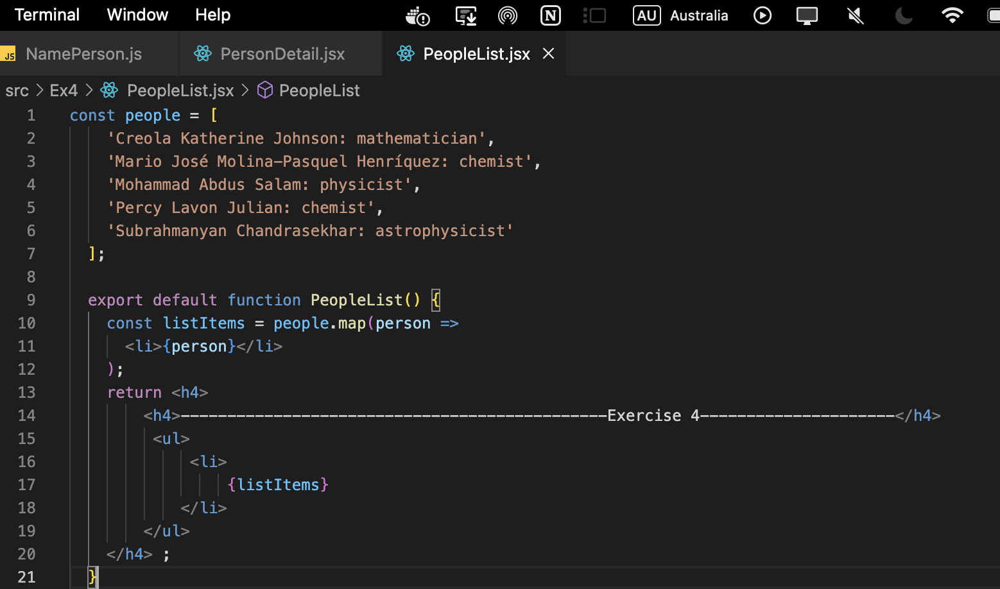 Terminal Window Help N AU Australia
JS NamePerson.js PersonDetail.jsx PeopleList.jsx ×
src > Ex4 > PeopleList.jsx > PeopleList
1 const people = [
2 'Creola Katherine Johnson: mathematician',
3 'Mario José Molina-Pasquel Henríquez: chemist',
4 'Mohammad Abdus Salam: physicist',
5 'Percy Lavon Julian: chemist',
6 'Subrahmanyan Chandrasekhar: astrophysicist'
7 ];
8
9 export default function PeopleList() {
10 const listItems = people.map(person =>
11 <li>{person}</li>
12 );
13 return <h4>
14 <h4>----------------------------------------------Exercise 4---------------------</h4>
15 <ul>
16 <li>
17 {listItems}
18 </li>
19 </ul>
20 </h4> ;
21 }